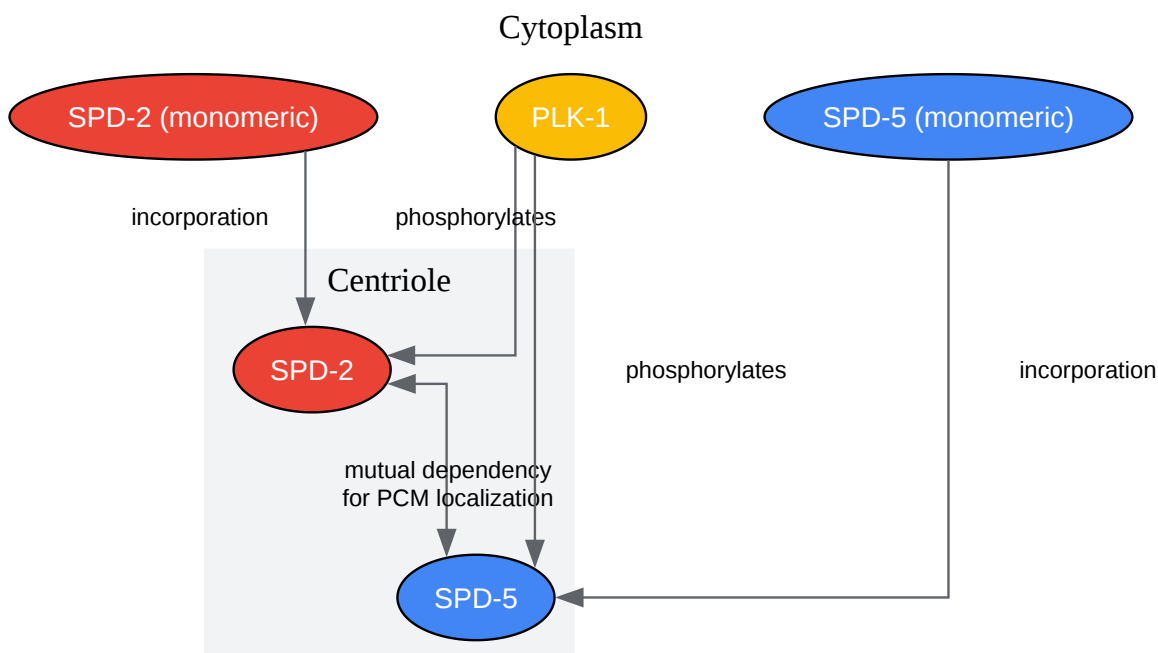 Cytoplasm
SPD-2 (monomeric)
PLK-1
SPD-5 (monomeric)
incorporation
phosphorylates
Centriole
SPD-2
phosphorylates
incorporation
mutual dependency
for PCM localization
SPD-5